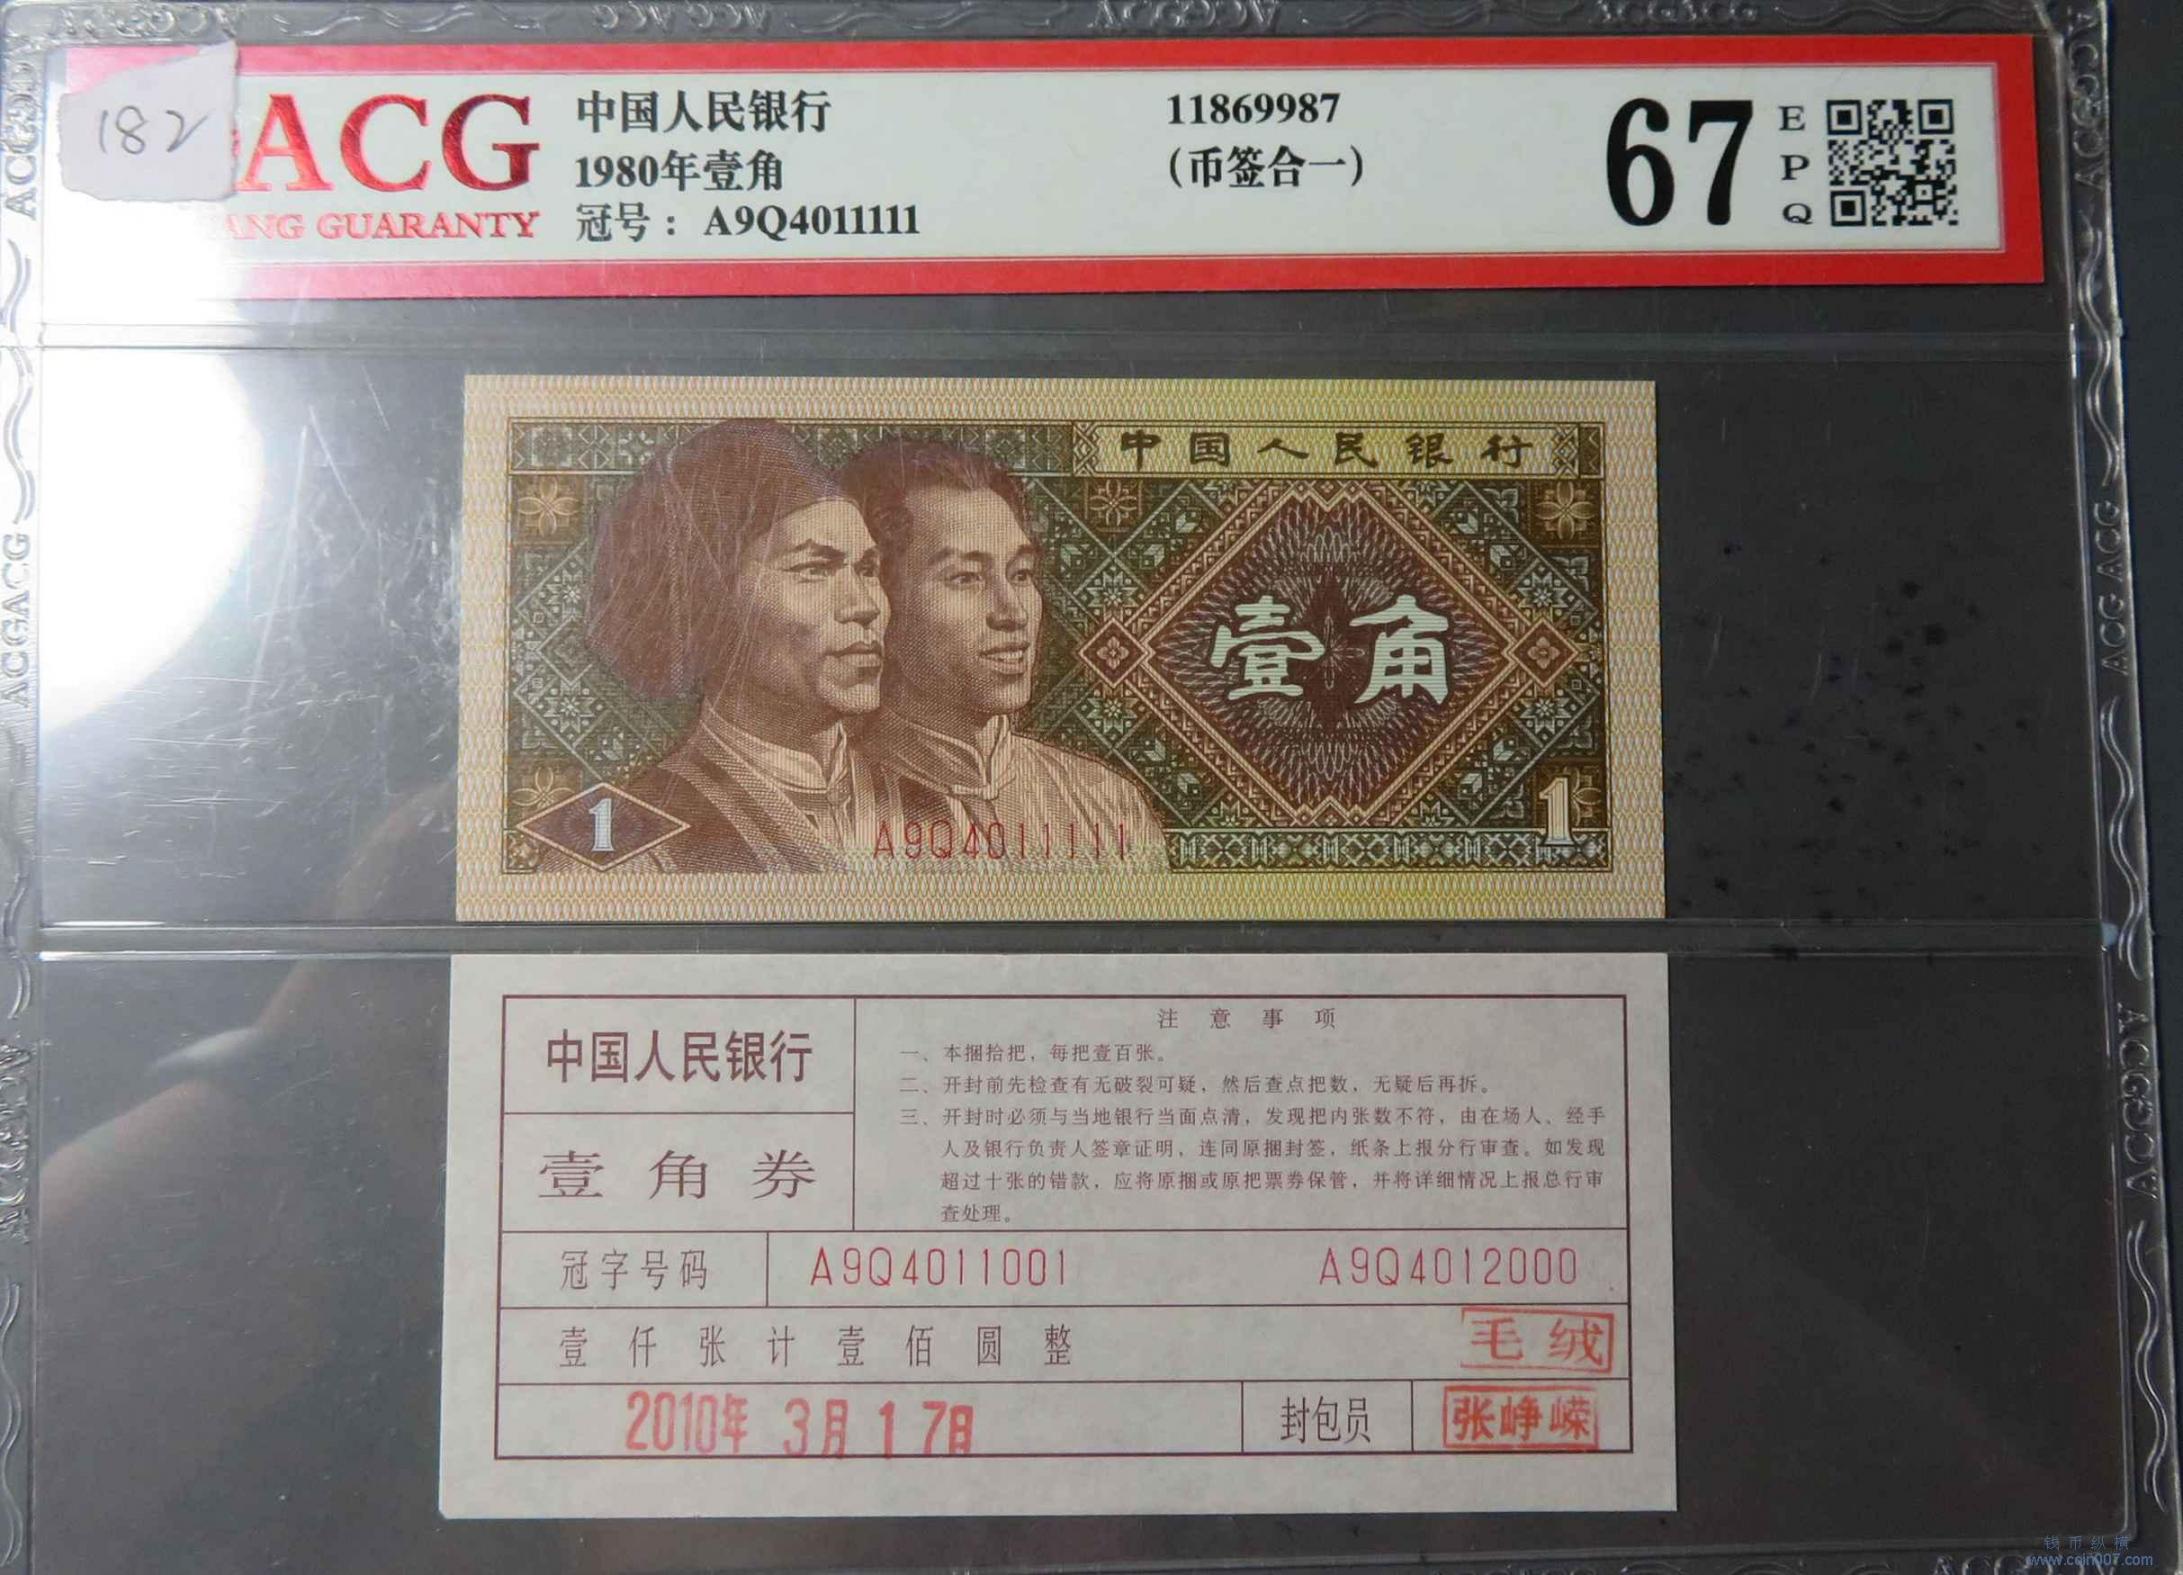 182
ACG
中国人民银行
11869987
67
EPQ
1980年壹角
(币签合一)
ANG GUARANTY
冠号: A9Q4011111
中国人民银行
壹角
1
1
A9Q4011111
中国人民银行
壹角券
注意事项
一、本捆拾把，每把壹百张。
二、开封前先检查有无破裂可疑，然后查点把数，无疑后再拆。
三、开封时必须与当地银行当面点清，发现把内张数不符，由在场人、经手
人及银行负责人签章证明，连同原捆封签，纸条上报分行审查。如发现
超过十张的错款，应将原捆或原把票券保管，并将详细情况上报总行审
查处理。
冠字号码 A9Q4011001 A9Q4012000
壹仟张计壹佰圆整
毛绒
2010年3月17日
封包员
张峥嵘
钱币纵横
www.coin007.com